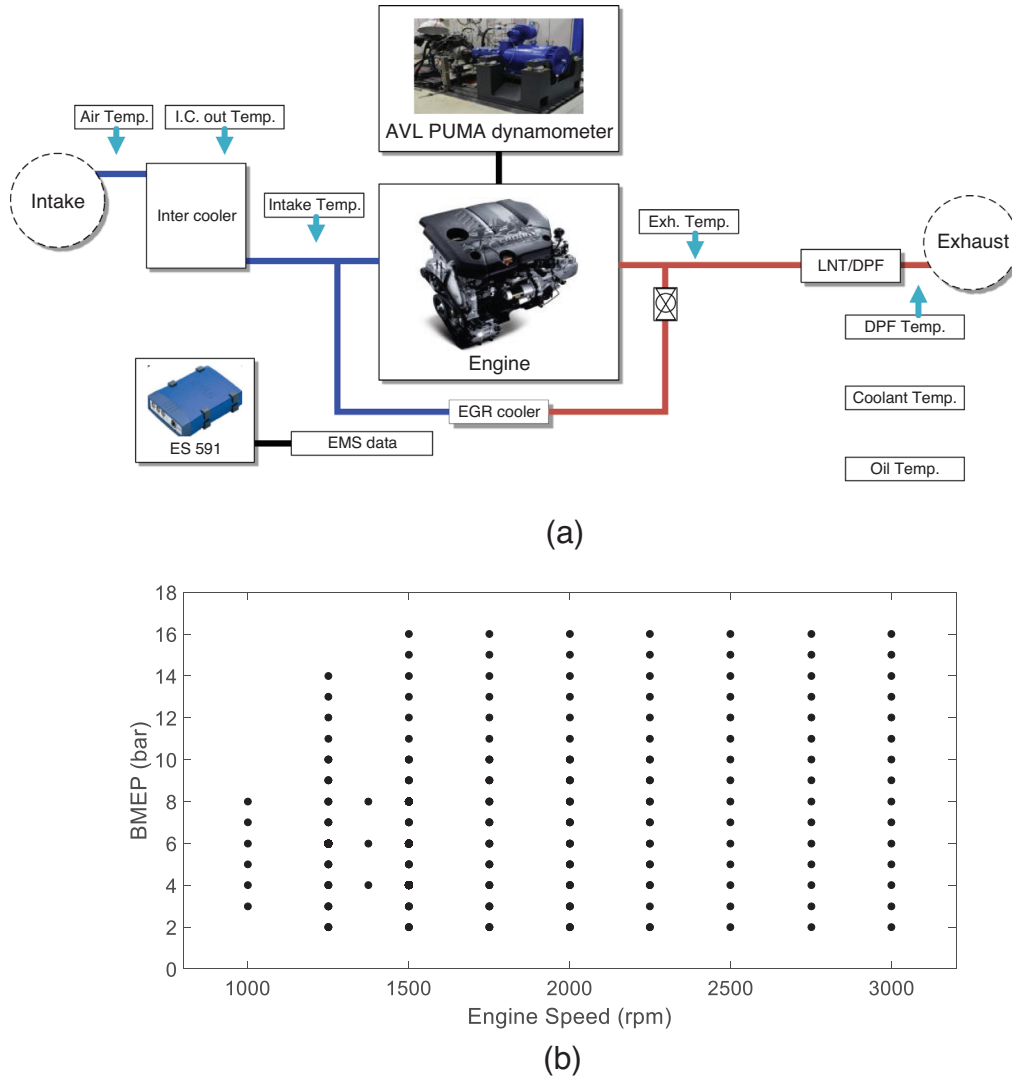 AVL PUMA dynamometer
Air Temp.
I.C. out Temp.
Intake
Inter cooler
Intake Temp.
Engine
Exh. Temp.
LNT/DPF
Exhaust
DPF Temp.
Coolant Temp.
Oil Temp.
EGR cooler
ES 591
EMS data
(a)
18
16
14
12
10
8
6
4
2
0
BMEP (bar)
1000 1500 2000 2500 3000
Engine Speed (rpm)
(b)